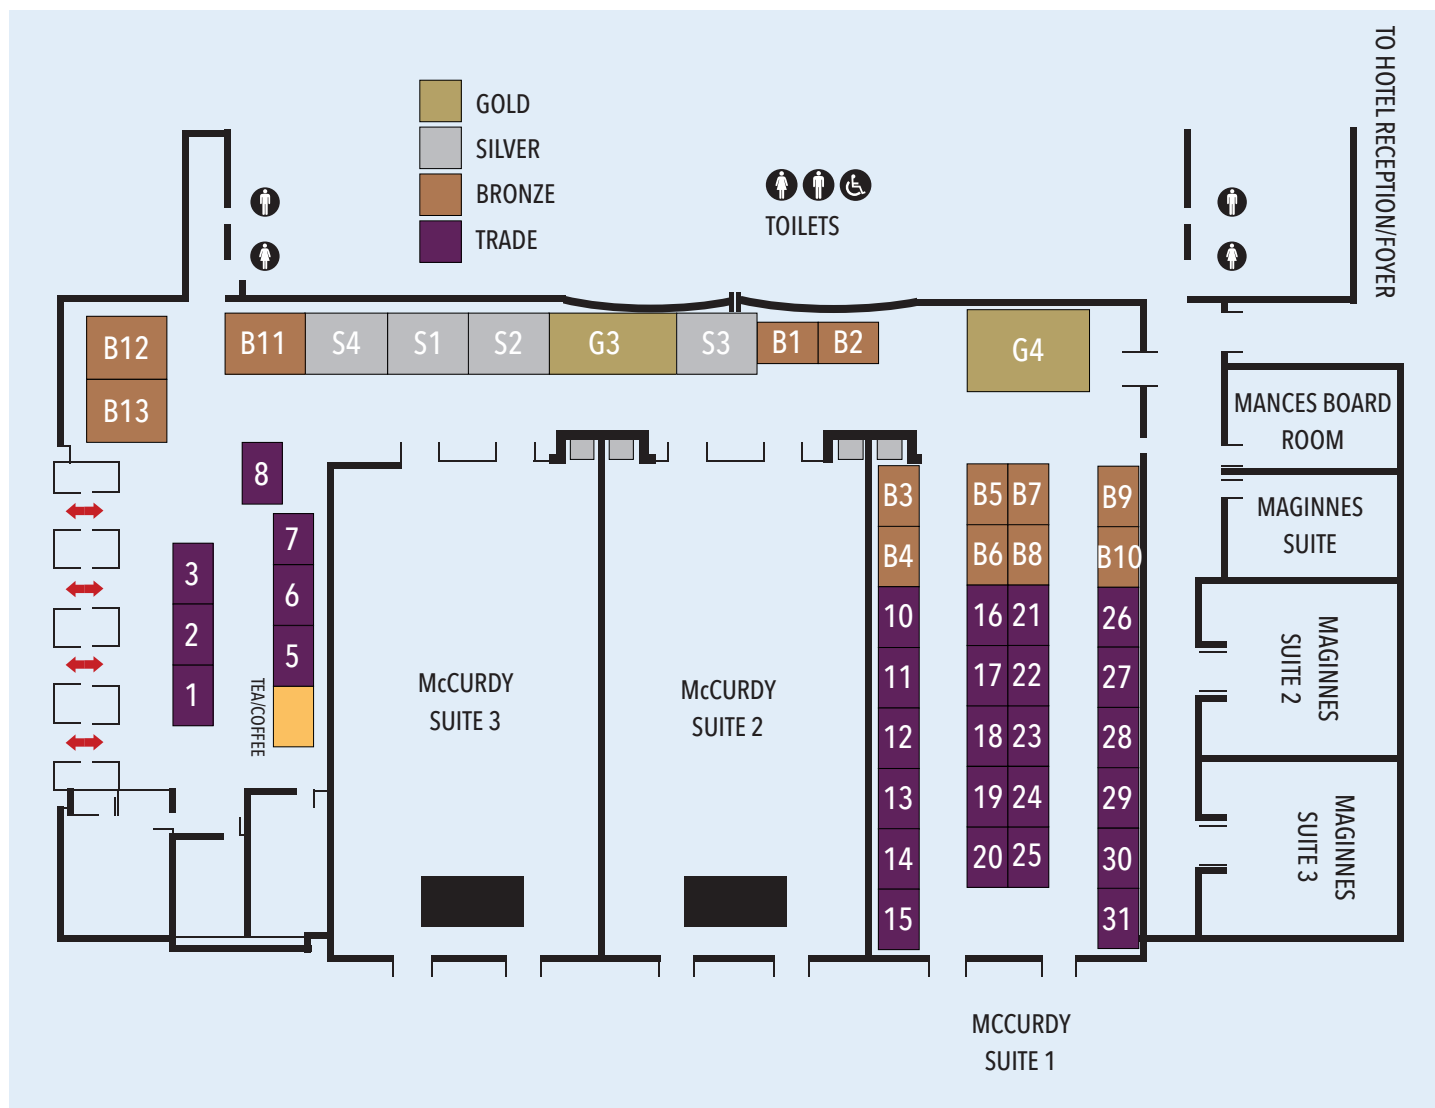 TO HOTEL RECEPTION/FOYER
GOLD
SILVER
BRONZE
TRADE
TOILETS
B12
B13
B11
S4
S1
S2
G3
S3
B1
B2
G4
MANCES BOARD
ROOM
MAGINNES
SUITE
MAGINNES
SUITE 2
MAGINNES
SUITE 3
8
7
6
5
TEA/COFFEE
3
2
1
McCURDY
SUITE 3
McCURDY
SUITE 2
B3
B4
10
11
12
13
14
15
B5
B7
B6
B8
16
21
17
22
18
23
19
24
20
25
B9
B10
26
27
28
29
30
31
MCCURDY
SUITE 1